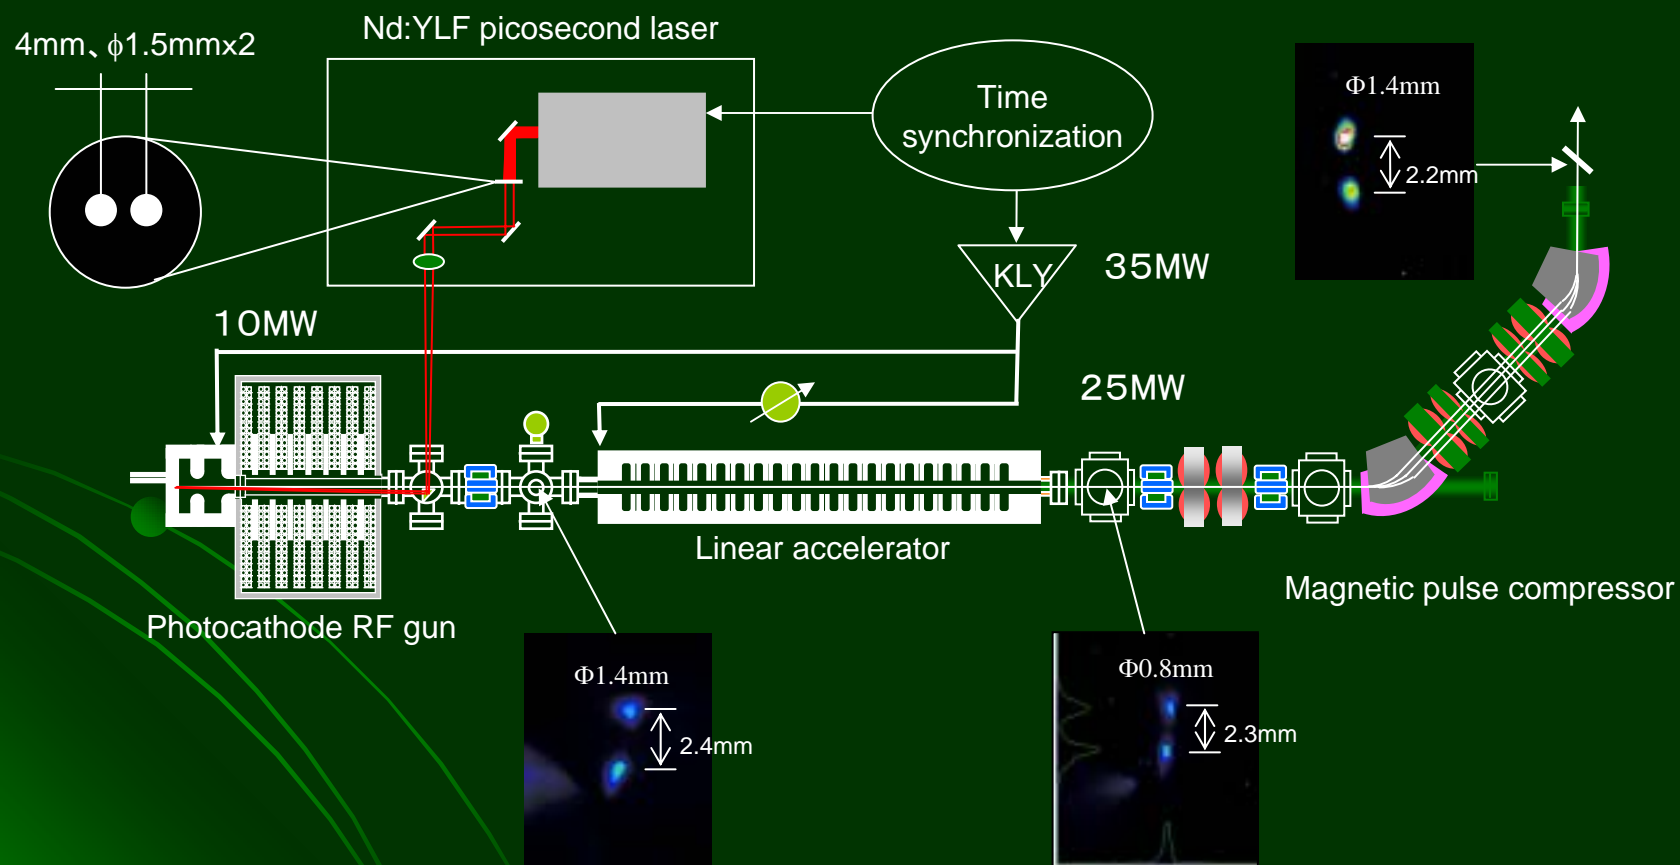 Nd:YLF picosecond laser
4mm、ϕ1.5mmx2
Time
synchronization
Φ1.4mm
2.2mm
KLY
35MW
10MW
25MW
Linear accelerator
Magnetic pulse compressor
Photocathode RF gun
Φ1.4mm
2.4mm
Φ0.8mm
2.3mm